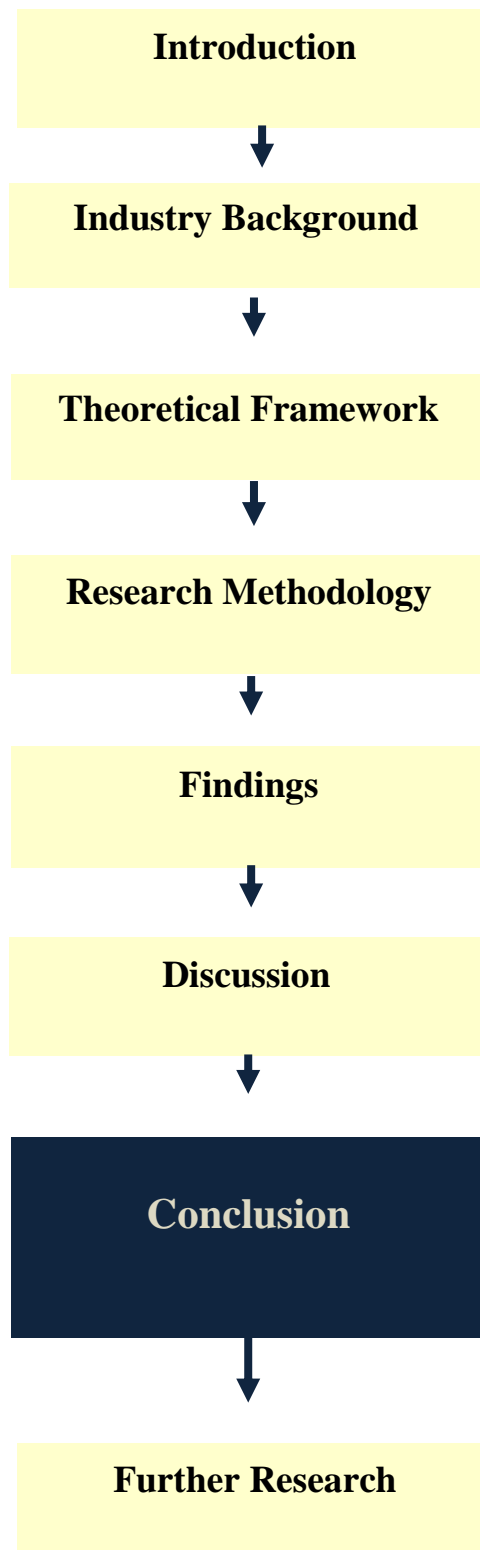 Introduction
Industry Background
Theoretical Framework
Research Methodology
Findings
Discussion
Conclusion
Further Research